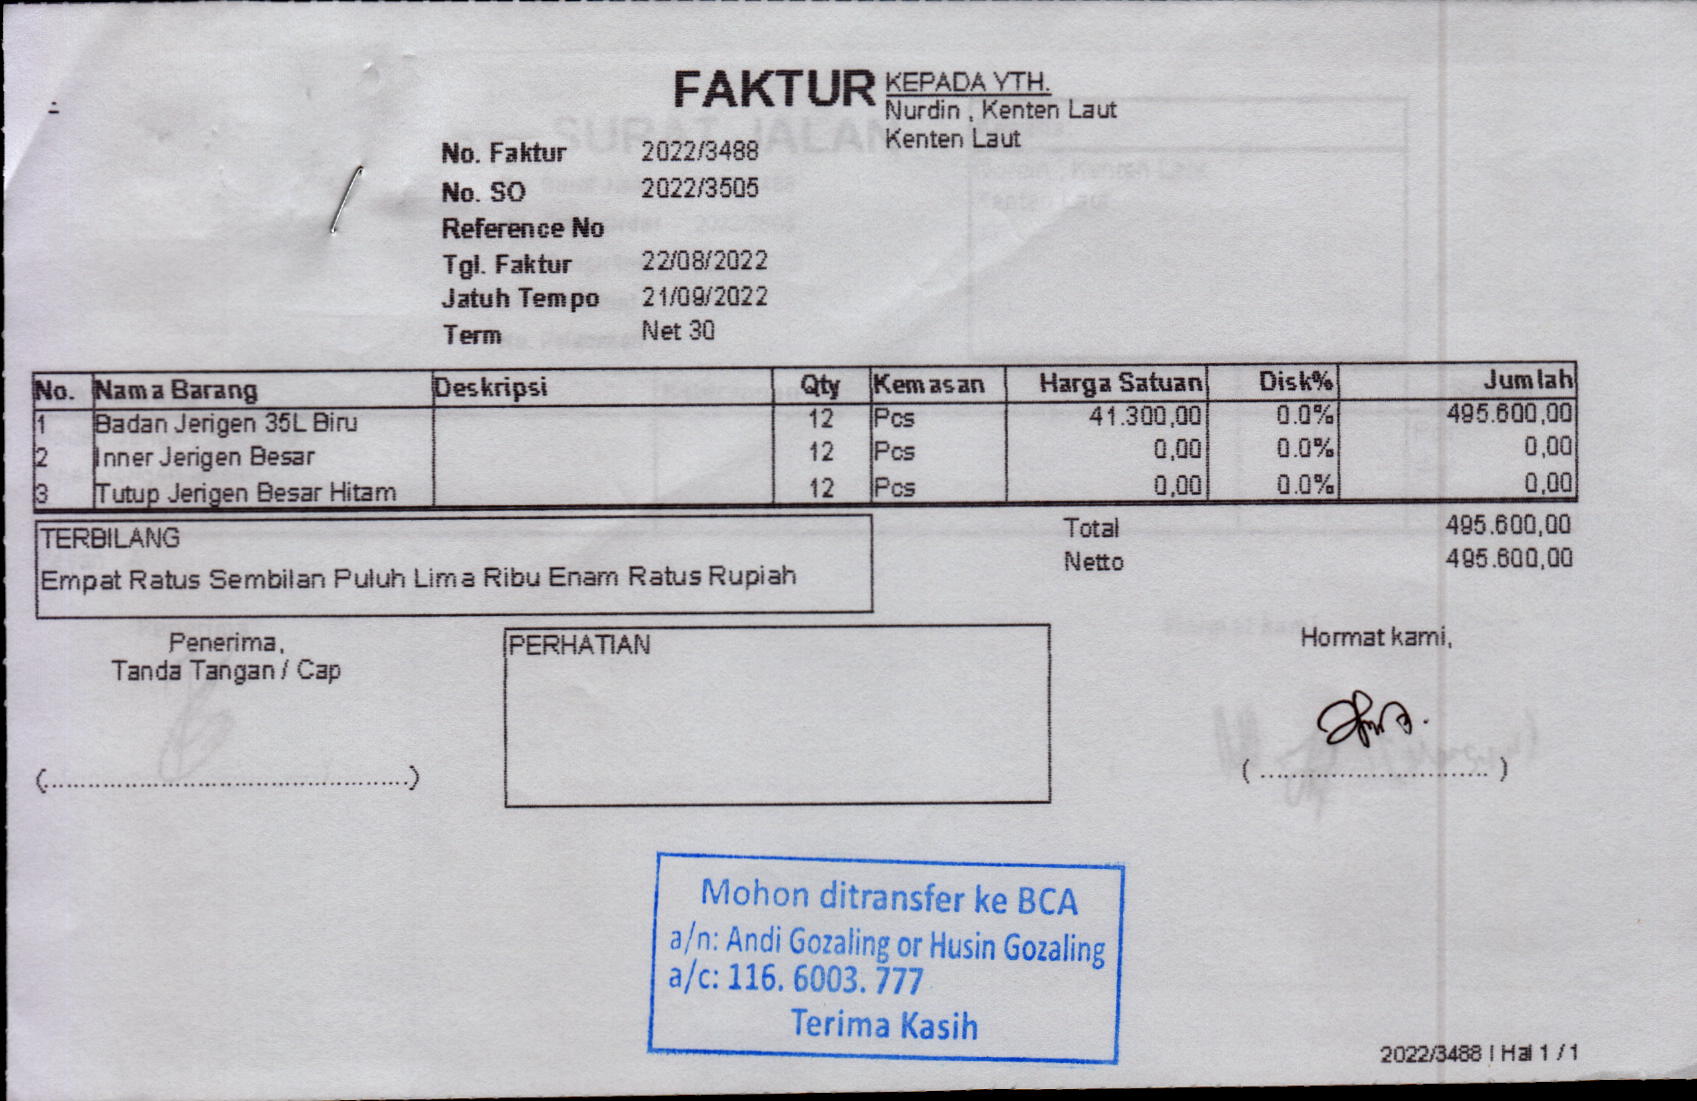 FAKTUR
KEPADA YTH.
Nurdin , Kenten Laut
Kenten Laut
No. Faktur 2022/3488
No. SO 2022/3505
Reference No
Tgl. Faktur 22/08/2022
Jatuh Tempo 21/09/2022
Term Net 30
No. Nama Barang Deskripsi Qty Kemasan Harga Satuan Disk% Jumlah
1 Badan Jerigen 35L Biru 12 Pcs 41.300,00 0.0% 495.600,00
2 Inner Jerigen Besar 12 Pcs 0,00 0.0% 0,00
3 Tutup Jerigen Besar Hitam 12 Pcs 0,00 0.0% 0,00
TERBILANG
Empat Ratus Sembilan Puluh Lima Ribu Enam Ratus Rupiah
Total 495.600,00
Netto 495.600,00
Penerima,
Tanda Tangan / Cap
(..............................................)
PERHATIAN
Hormat kami,
( ............................. )
Mohon ditransfer ke BCA
a/n: Andi Gozaling or Husin Gozaling
a/c: 116. 6003. 777
Terima Kasih
2022/3488 | Hal 1 / 1